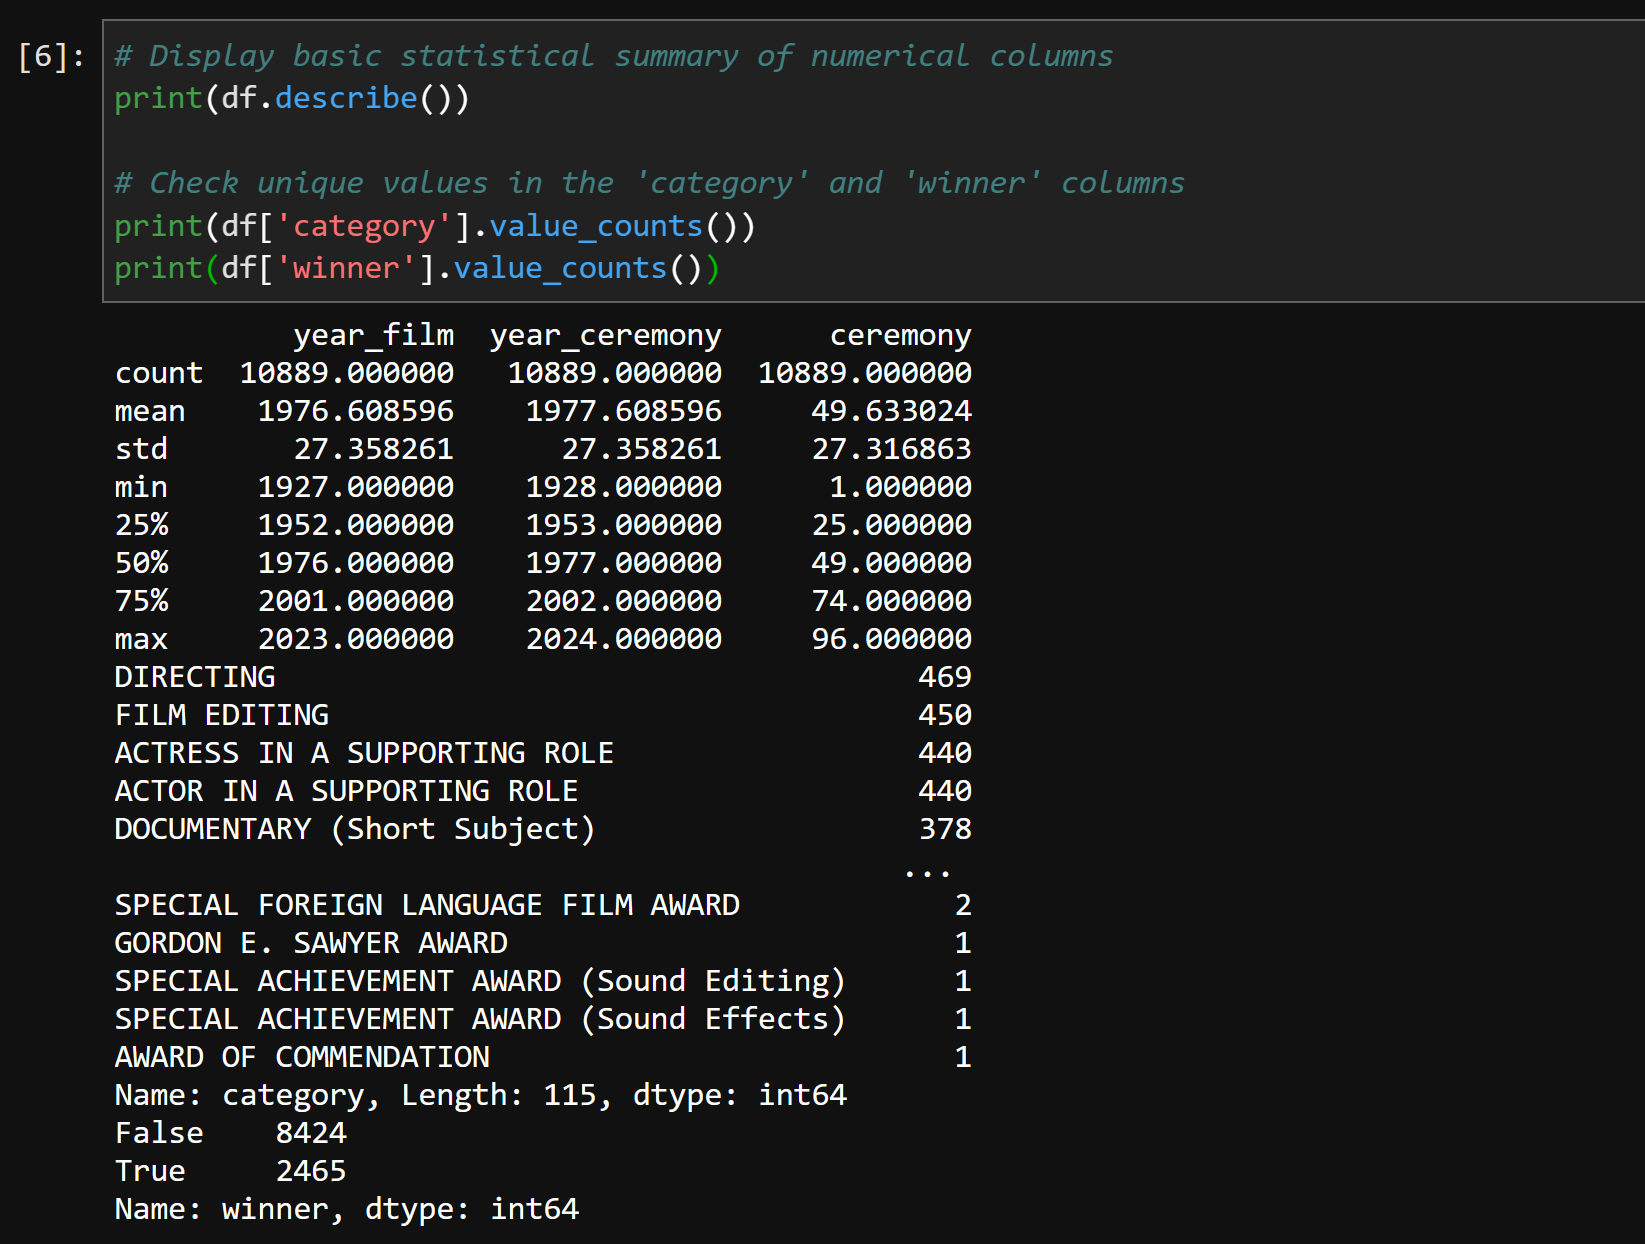 [6]:
# Display basic statistical summary of numerical columns
print(df.describe())
# Check unique values in the 'category' and 'winner' columns
print(df['category'].value_counts())
print(df['winner'].value_counts())
year_film year_ceremony ceremony
count 10889.000000 10889.000000 10889.000000
mean 1976.608596 1977.608596 49.633024
std 27.358261 27.358261 27.316863
min 1927.000000 1928.000000 1.000000
25% 1952.000000 1953.000000 25.000000
50% 1976.000000 1977.000000 49.000000
75% 2001.000000 2002.000000 74.000000
max 2023.000000 2024.000000 96.000000
DIRECTING 469
FILM EDITING 450
ACTRESS IN A SUPPORTING ROLE 440
ACTOR IN A SUPPORTING ROLE 440
DOCUMENTARY (Short Subject) 378
...
SPECIAL FOREIGN LANGUAGE FILM AWARD 2
GORDON E. SAWYER AWARD 1
SPECIAL ACHIEVEMENT AWARD (Sound Editing) 1
SPECIAL ACHIEVEMENT AWARD (Sound Effects) 1
AWARD OF COMMENDATION 1
Name: category, Length: 115, dtype: int64
False 8424
True 2465
Name: winner, dtype: int64